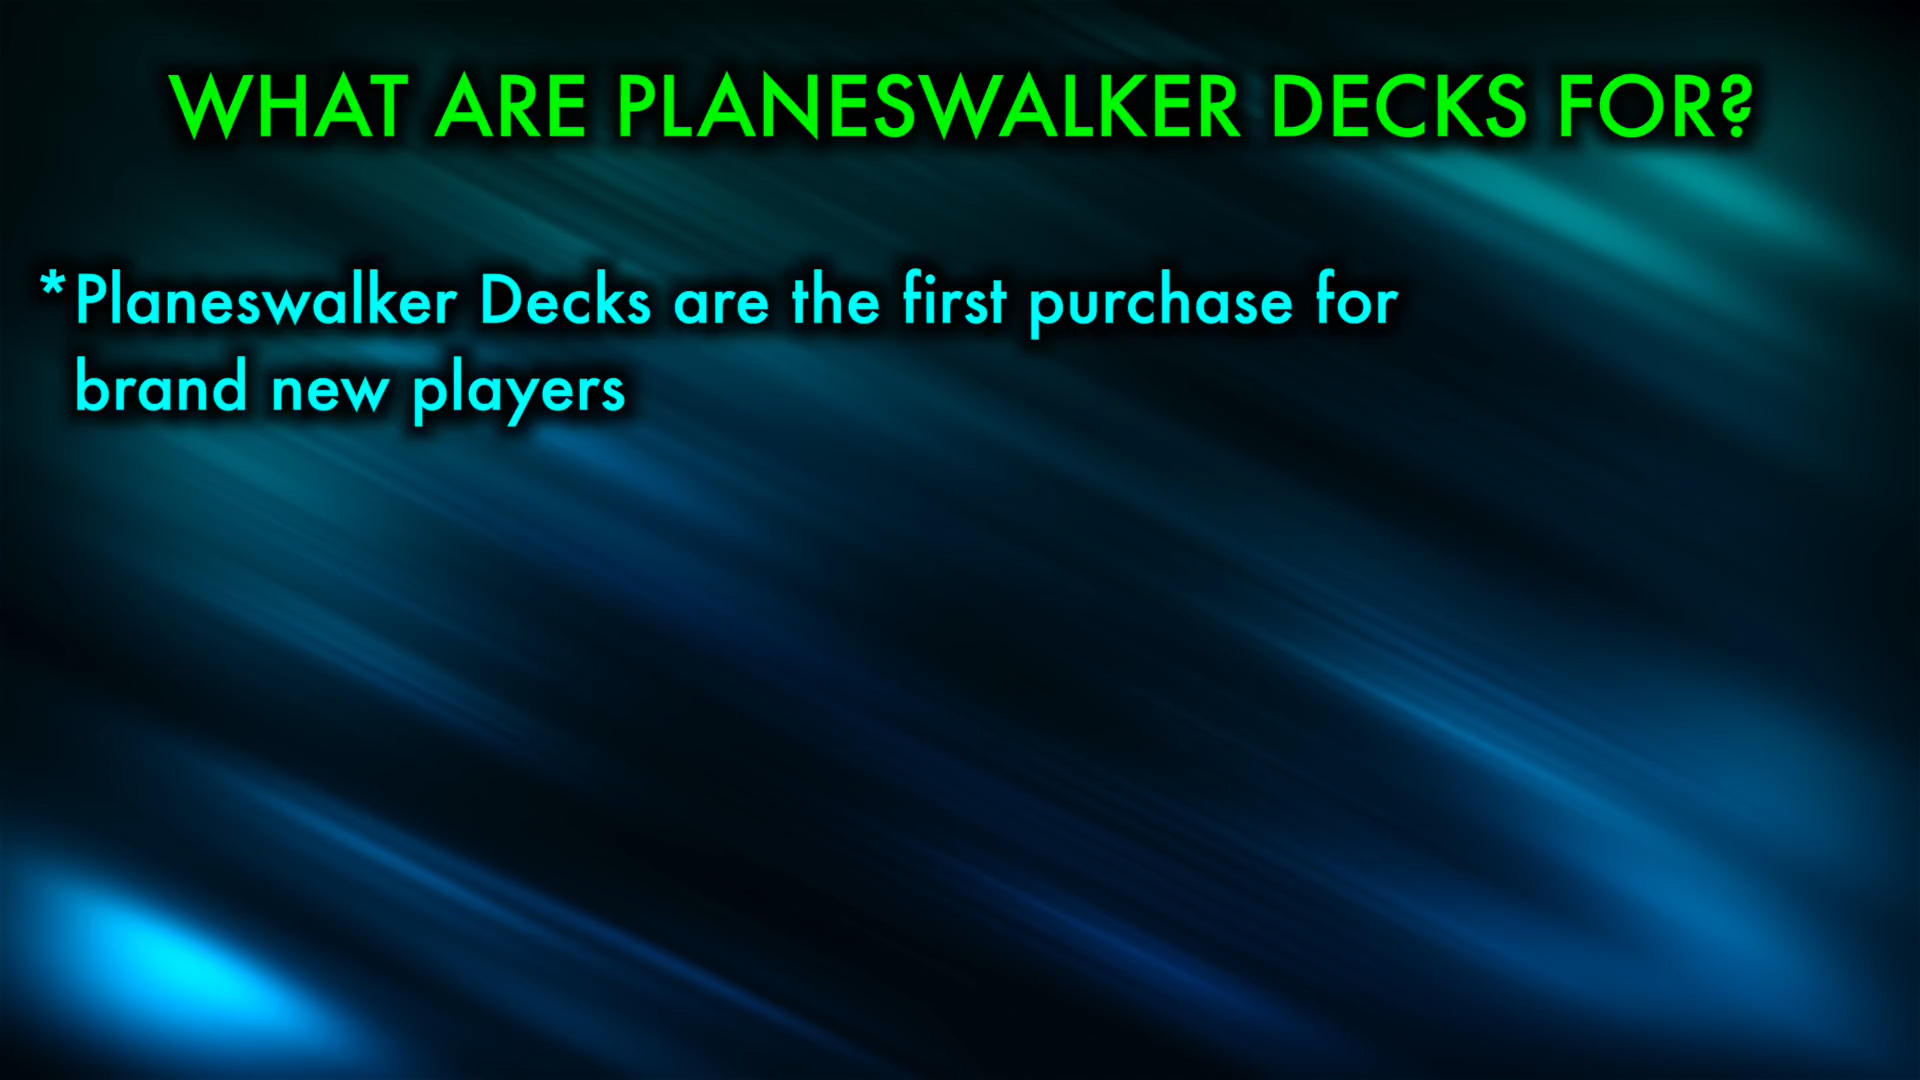 WHAT ARE PLANESWALKER DECKS FOR?
*Planeswalker Decks are the first purchase for
brand new players